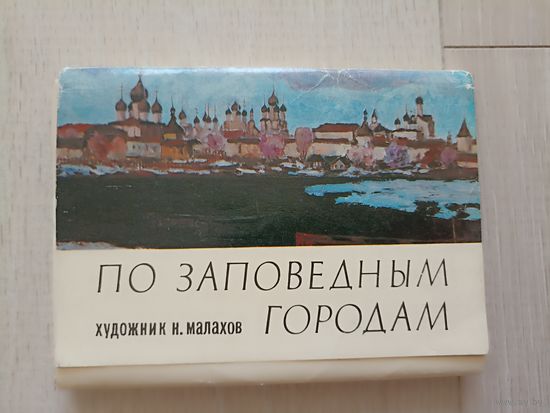 ПО ЗАПОВЕДНЫМ
ХУДОЖНИК Н. МАЛАХОВ ГОРОДАМ